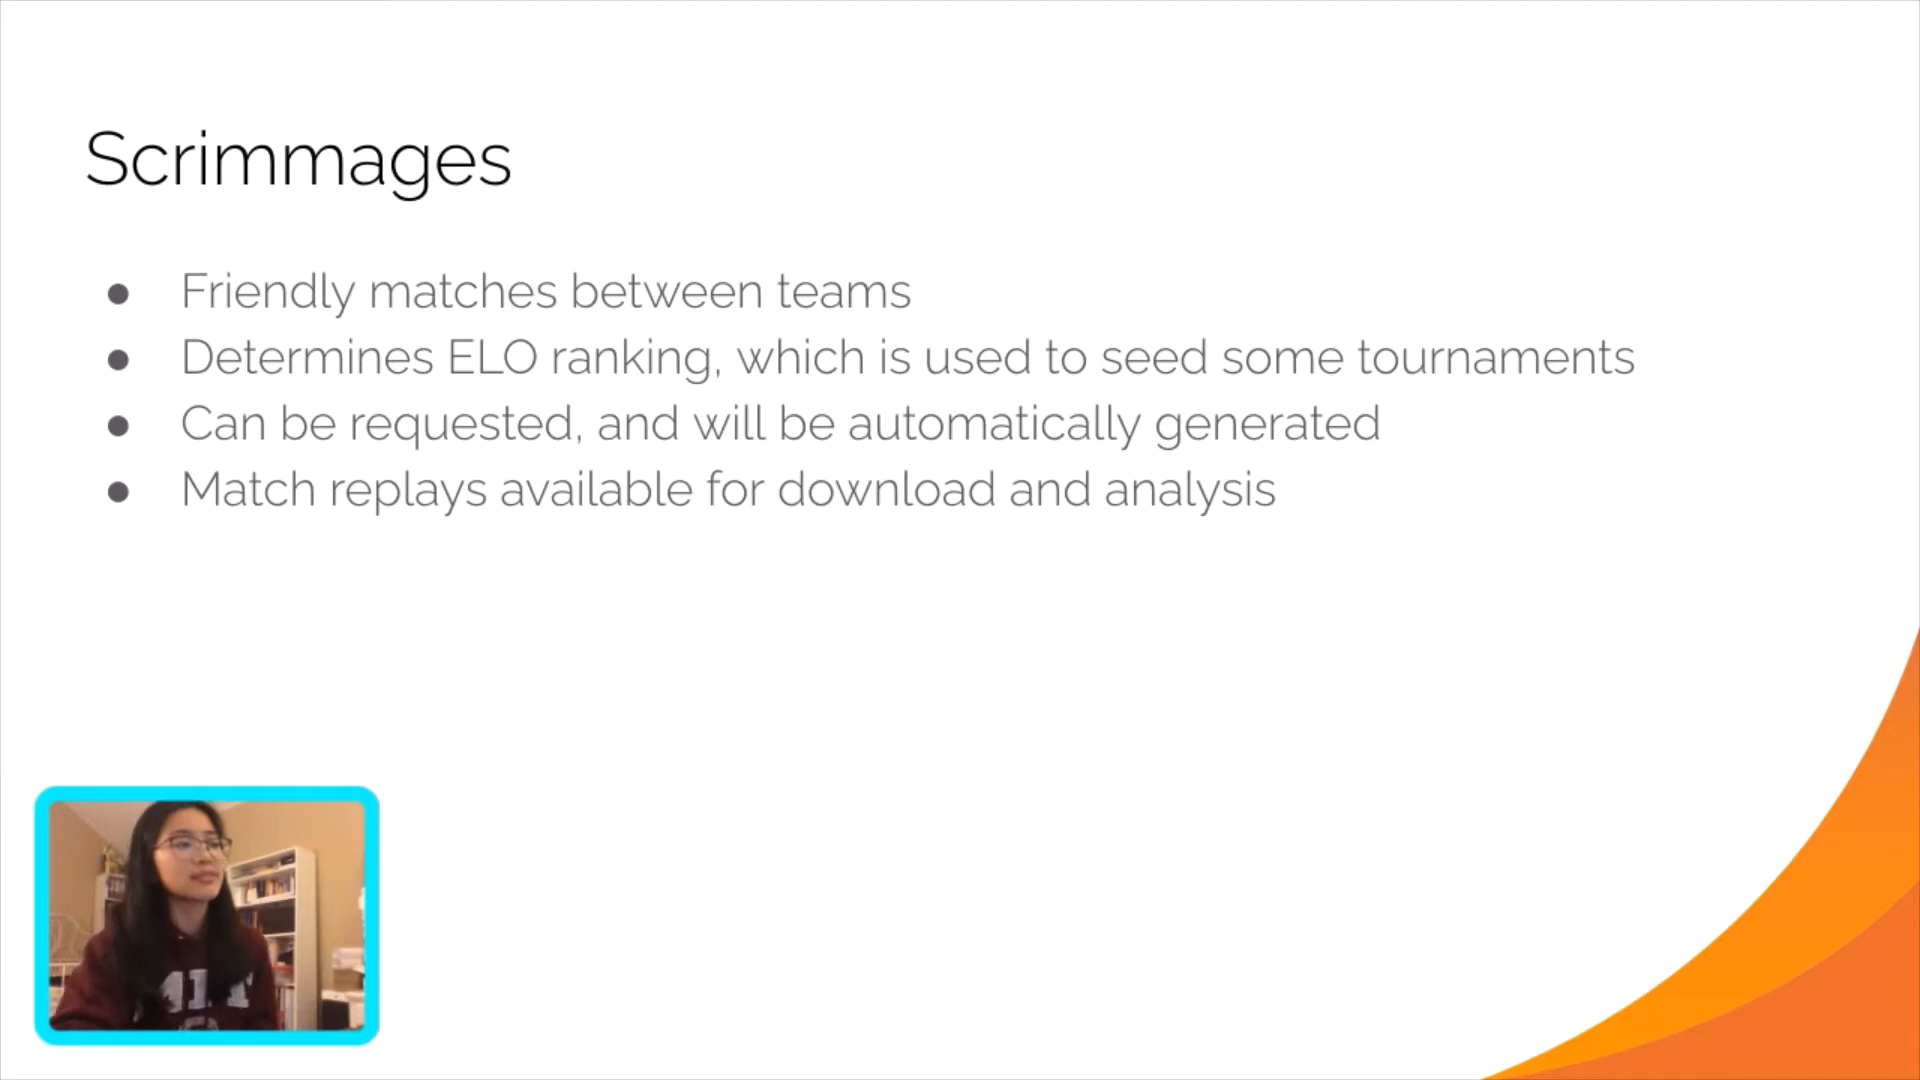 Scrimmages
● Friendly matches between teams
● Determines ELO ranking, which is used to seed some tournaments
● Can be requested, and will be automatically generated
● Match replays available for download and analysis
MIT